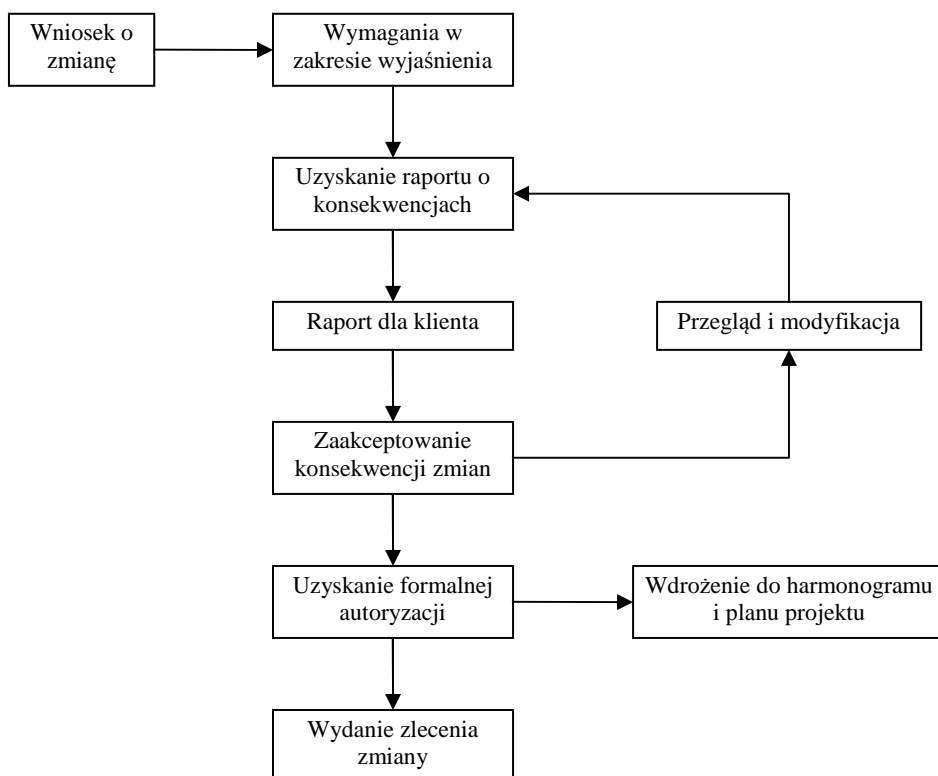 Wniosek o
zmianę
Wymagania w
zakresie wyjaśnienia
Uzyskanie raportu o
konsekwencjach
Raport dla klienta
Przegląd i modyfikacja
Zaakceptowanie
konsekwencji zmian
Uzyskanie formalnej
autoryzacji
Wdrożenie do harmonogramu
i planu projektu
Wydanie zlecenia
zmiany